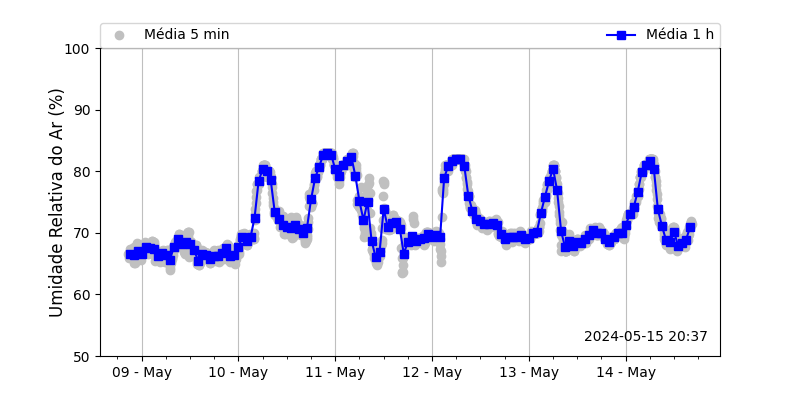 Média 5 min
Média 1 h
100
90
80
70
60
50
Umidade Relativa do Ar (%)
2024-05-15 20:37
09 - May
10 - May
11 - May
12 - May
13 - May
14 - May